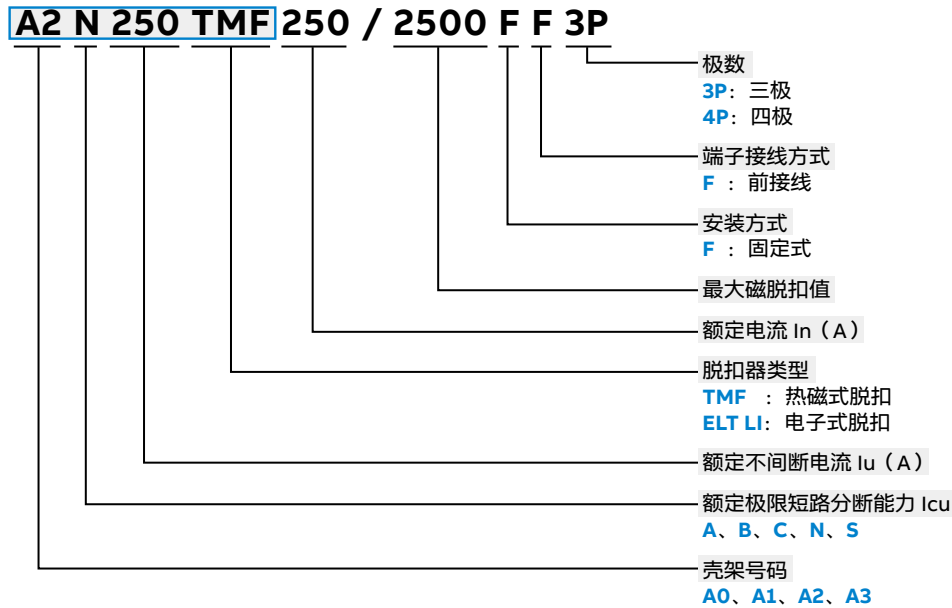 A2 N 250 TMF 250 / 2500 F F 3P
极数
3P：三极
4P：四极
端子接线方式
F ：前接线
安装方式
F ：固定式
最大磁脱扣值
额定电流 In（A）
脱扣器类型
TMF ：热磁式脱扣
ELT LI：电子式脱扣
额定不间断电流 Iu（A）
额定极限短路分断能力 Icu
A、B、C、N、S
壳架号码
A0、A1、A2、A3